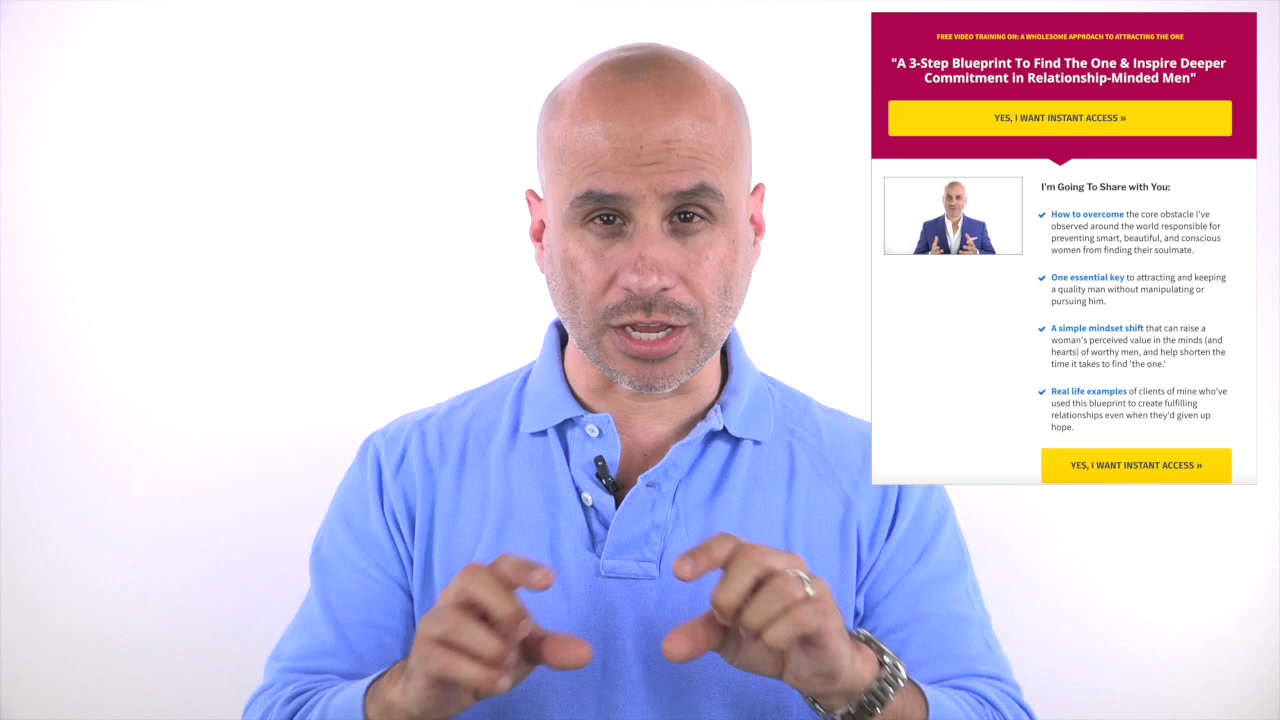 FREE VIDEO TRAINING ON: A WHOLESOME APPROACH TO ATTRACTING THE ONE
"A 3-Step Blueprint To Find The One & Inspire Deeper
Commitment in Relationship-Minded Men"
YES, I WANT INSTANT ACCESS »
I'm Going To Share with You:
How to overcome the core obstacle I've
observed around the world responsible for
preventing smart, beautiful, and conscious
women from finding their soulmate.
One essential key to attracting and keeping
a quality man without manipulating or
pursuing him.
A simple mindset shift that can raise a
woman's perceived value in the minds (and
hearts) of worthy men, and help shorten the
time it takes to find 'the one.'
Real life examples of clients of mine who've
used this blueprint to create fulfilling
relationships even when they'd given up
hope.
YES, I WANT INSTANT ACCESS »